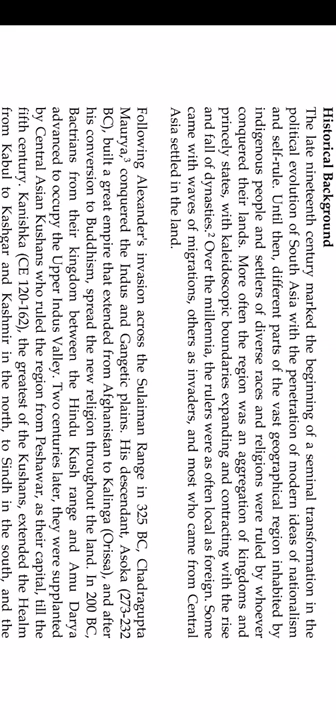 Historical Background
The late nineteenth century marked the beginning of a seminal transformation in the
political evolution of South Asia with the penetration of modern ideas of nationalism
and self-rule. Until then, different parts of the vast geographical region inhabited by
indigenous people and settlers of diverse races and religions were ruled by whoever
conquered their lands. More often the region was an aggregation of kingdoms and
princely states, with kaleidoscopic boundaries expanding and contracting with the rise
and fall of dynasties.² Over the millennia, the rulers were as often local as foreign. Some
came with waves of migrations, others as invaders, and most who came from Central
Asia settled in the land.
Following Alexander's invasion across the Sulaiman Range in 325 BC, Chadragupta
Maurya,³ conquered the Indus and Gangetic plains. His descendant, Asoka (273-232
BC), built a great empire that extended from Afghanistan to Kalinga (Orissa), and after
his conversion to Buddhism, spread the new religion throughout the land. In 200 BC,
Bactrians from their kingdom between the Hindu Kush range and Amu Darya
advanced to occupy the Upper Indus Valley. Two centuries later, they were supplanted
by Central Asian Kushans who ruled the region from Peshawar, as their capital, till the
fifth century. Kanishka (CE 120-162), the greatest of the Kushans, extended the Realm
from Kabul to Kashgar and Kashmir in the north, to Sindh in the south, and the